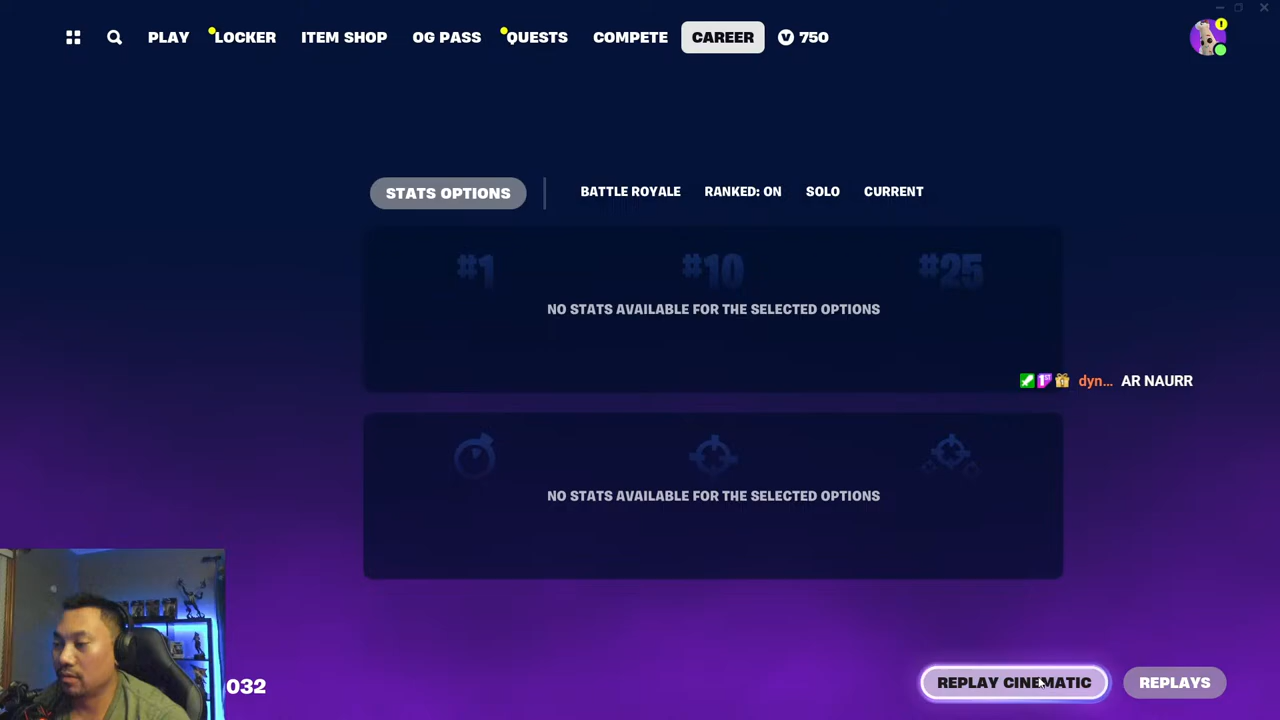 PLAY LOCKER ITEM SHOP OG PASS QUESTS COMPETE CAREER V 750
STATS OPTIONS BATTLE ROYALE RANKED: ON SOLO CURRENT
#1 #10 #25
NO STATS AVAILABLE FOR THE SELECTED OPTIONS
dyn... AR NAURR
NO STATS AVAILABLE FOR THE SELECTED OPTIONS
032 REPLAY CINEMATIC REPLAYS